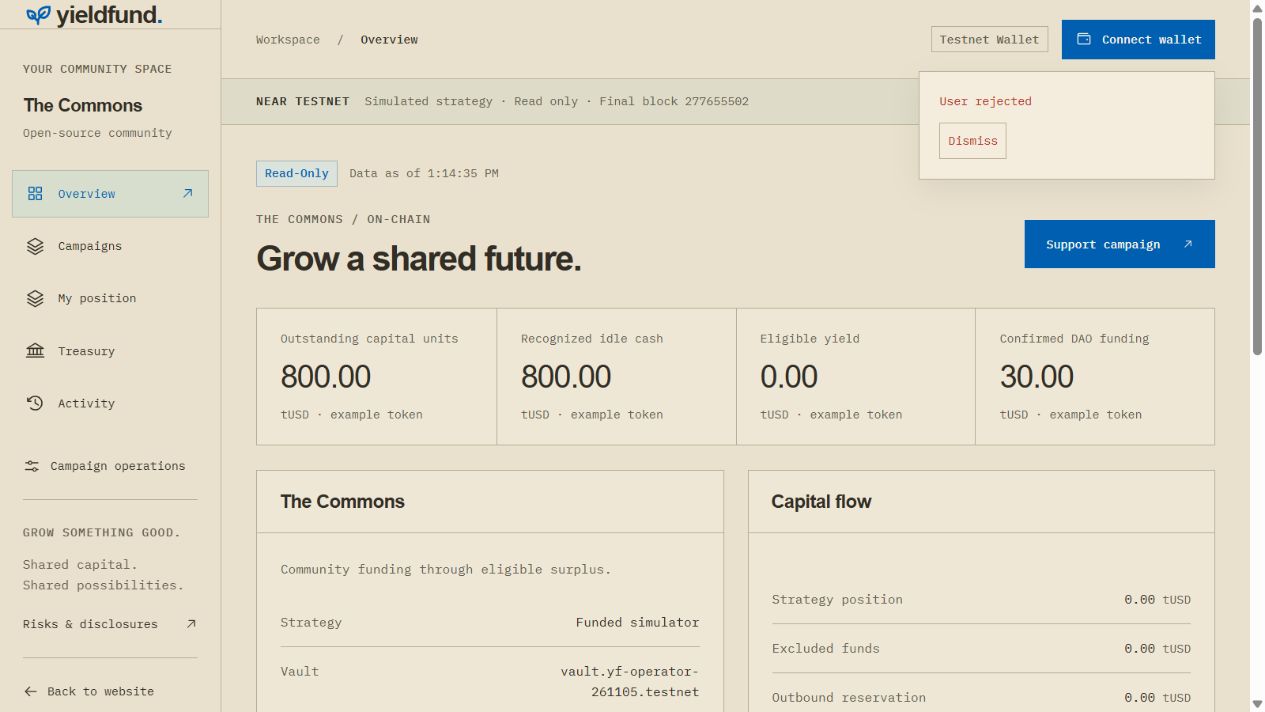 yieldfund.
YOUR COMMUNITY SPACE
The Commons
Open-source community
Overview
Campaigns
My position
Treasury
Activity
Campaign operations
GROW SOMETHING GOOD.
Shared capital.
Shared possibilities.
Risks & disclosures
Back to website
Workspace / Overview
Testnet Wallet
Connect wallet
NEAR TESTNET Simulated strategy · Read only · Final block 277655502
User rejected
Dismiss
Read-Only Data as of 1:14:35 PM
THE COMMONS / ON-CHAIN
Grow a shared future.
Support campaign
Outstanding capital units
800.00
tUSD · example token
Recognized idle cash
800.00
tUSD · example token
Eligible yield
0.00
tUSD · example token
Confirmed DAO funding
30.00
tUSD · example token
The Commons
Community funding through eligible surplus.
Strategy Funded simulator
Vault vault.yf-operator-
261105.testnet
Capital flow
Strategy position 0.00 tUSD
Excluded funds 0.00 tUSD
Outbound reservation 0.00 tUSD